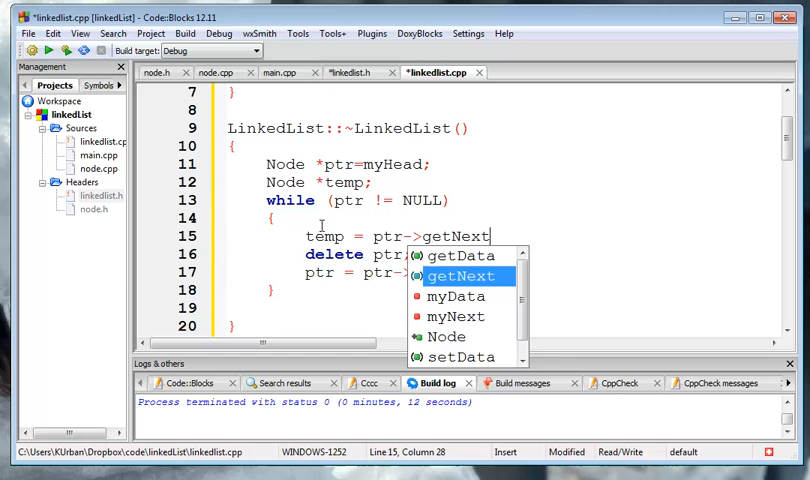 *linkedlist.cpp [linkedList] - Code::Blocks 12.11
File Edit View Search Project Build Debug wxSmith Tools Tools+ Plugins DoxyBlocks Settings Help
Build target: Debug
Management
Projects Symbols
Workspace
linkedList
Sources
linkedlist.cp
main.cpp
node.cpp
Headers
linkedlist.h
node.h
node.h node.cpp main.cpp *linkedlist.h *linkedlist.cpp
7 }
8
9 LinkedList::~LinkedList()
10 {
11 Node *ptr=myHead;
12 Node *temp;
13 while (ptr != NULL)
14 {
15 temp = ptr->getNext
16 delete ptr;
17 ptr = ptr->
18 }
19
20 }
getData
getNext
myData
myNext
Node
setData
Logs & others
Code::Blocks Search results Cccc Build log Build messages CppCheck CppCheck messages
Process terminated with status 0 (0 minutes, 12 seconds)
C:\KUrban\Dropbox\code\linkedList\linkedlist.cpp WINDOWS-1252 Line 15, Column 28 Insert Modified Read/Write default